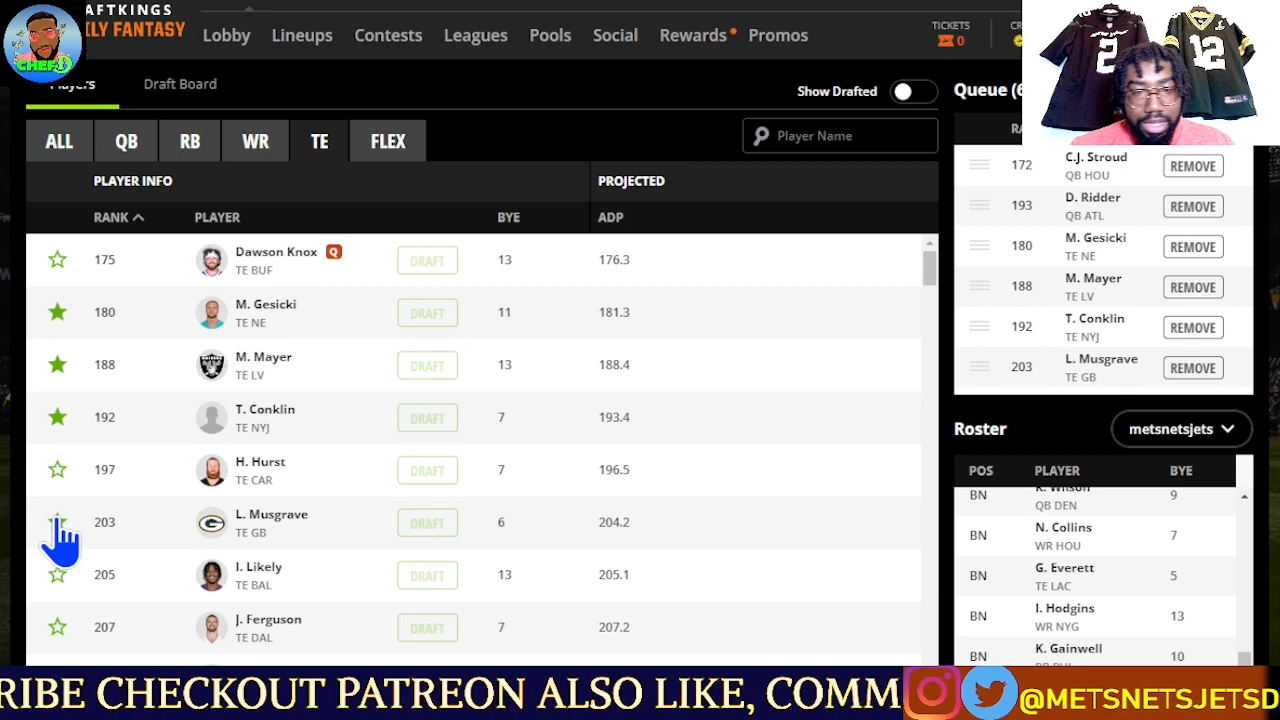 AFTKINGS
KLY FANTASY
CHEF
Lobby Lineups Contests Leagues Pools Social Rewards Promos
TICKETS
0
2
12
Players Draft Board
Show Drafted
Queue (6
ALL QB RB WR TE FLEX
Player Name
PLAYER INFO PROJECTED
RANK PLAYER BYE ADP
175 Dawson Knox Q DRAFT 13 176.3
TE BUF
180 M. Gesicki DRAFT 11 181.3
TE NE
188 M. Mayer DRAFT 13 188.4
TE LV
192 T. Conklin DRAFT 7 193.4
TE NYJ
197 H. Hurst DRAFT 7 196.5
TE CAR
203 L. Musgrave DRAFT 6 204.2
TE GB
205 I. Likely DRAFT 13 205.1
TE BAL
207 J. Ferguson DRAFT 7 207.2
TE DAL
172 C.J. Stroud REMOVE
QB HOU
193 D. Ridder REMOVE
QB ATL
180 M. Gesicki REMOVE
TE NE
188 M. Mayer REMOVE
TE LV
192 T. Conklin REMOVE
TE NYJ
203 L. Musgrave REMOVE
TE GB
Roster metsnetsjets
POS PLAYER BYE
BN R. Wilson 9
QB DEN
BN N. Collins 7
WR HOU
BN G. Everett 5
TE LAC
BN I. Hodgins 13
WR NYG
BN K. Gainwell 10
RIBE CHECKOUT PATREON ALSO LIKE, COMM
@METSNETSJETSD